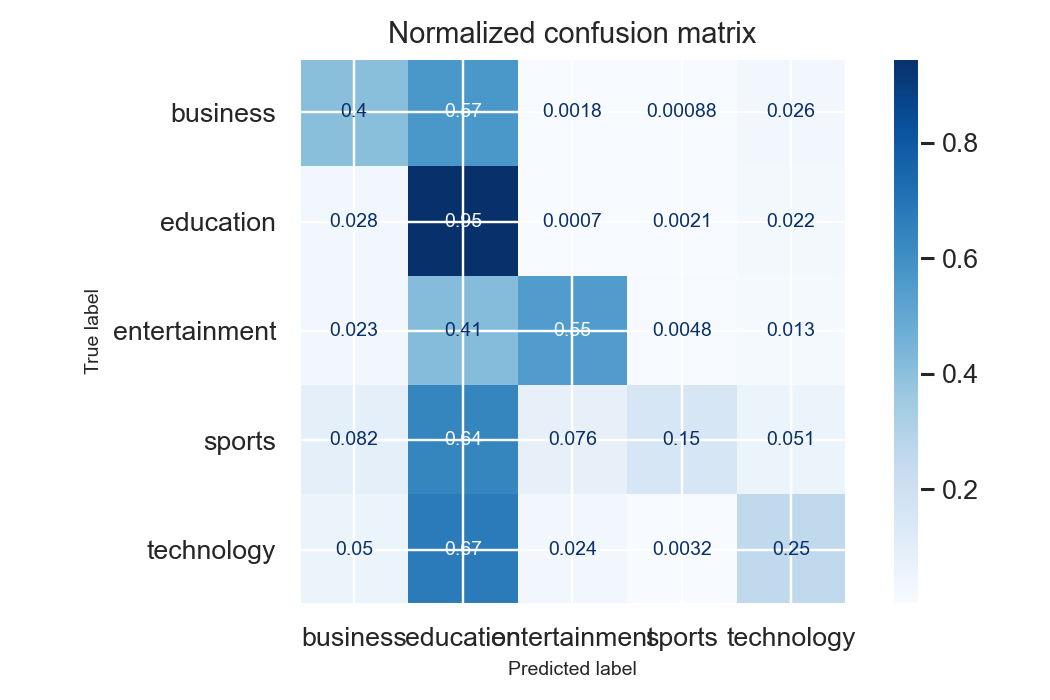 Normalized confusion matrix
business 0.4 0.57 0.0018 0.00088 0.026
education 0.028 0.95 0.0007 0.0021 0.022
entertainment 0.023 0.41 0.55 0.0048 0.013
sports 0.082 0.64 0.076 0.15 0.051
technology 0.05 0.67 0.024 0.0032 0.25
business education entertainment sports technology
Predicted label
True label
0.8
0.6
0.4
0.2